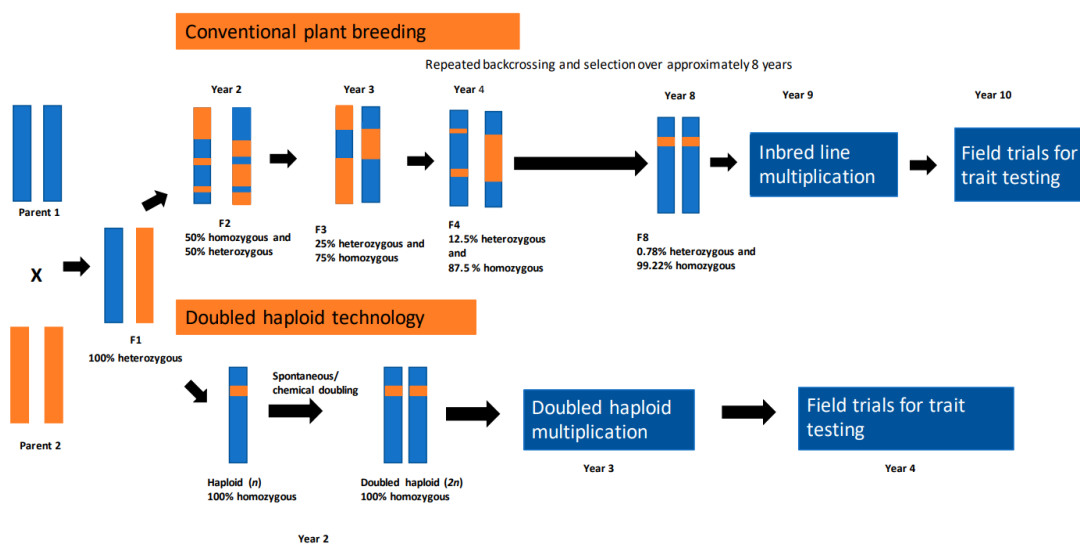 Conventional plant breeding
Repeated backcrossing and selection over approximately 8 years
Year 2
Year 3
Year 4
Year 8
Year 9
Year 10
Inbred line
multiplication
Field trials for
trait testing
Parent 1
F2
50% homozygous and
50% heterozygous
F3
25% heterozygous and
75% homozygous
F4
12.5% heterozygous
and
87.5 % homozygous
F8
0.78% heterozygous and
99.22% homozygous
X
F1
100% heterozygous
Parent 2
Doubled haploid technology
Spontaneous/
chemical doubling
Haploid (n)
100% homozygous
Doubled haploid (2n)
100% homozygous
Doubled haploid
multiplication
Field trials for trait
testing
Year 2
Year 3
Year 4